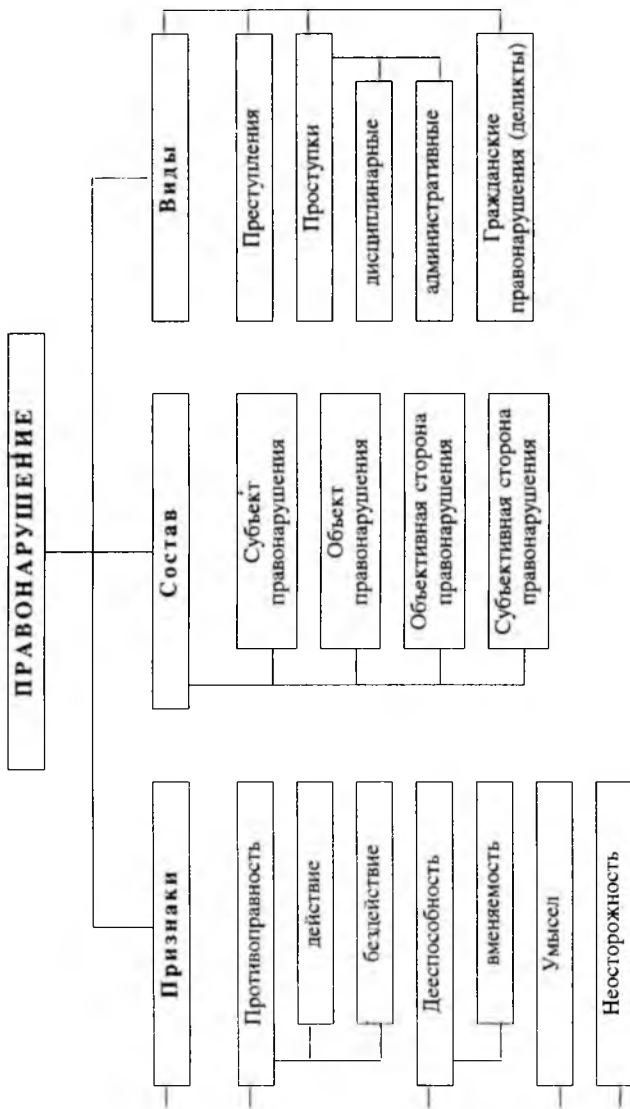 ПРАВОНАРУШЕНИЕ
Признаки
Противоправность
действие
бездействие
Дееспособность
вменяемость
Умысел
Неосторожность
Состав
Субъект
правонарушения
Объект
правонарушения
Объективная сторона
правонарушения
Субъективная сторона
правонарушения
Виды
Преступления
Проступки
дисциплинарные
административные
Гражданские
правонарушения (деликты)